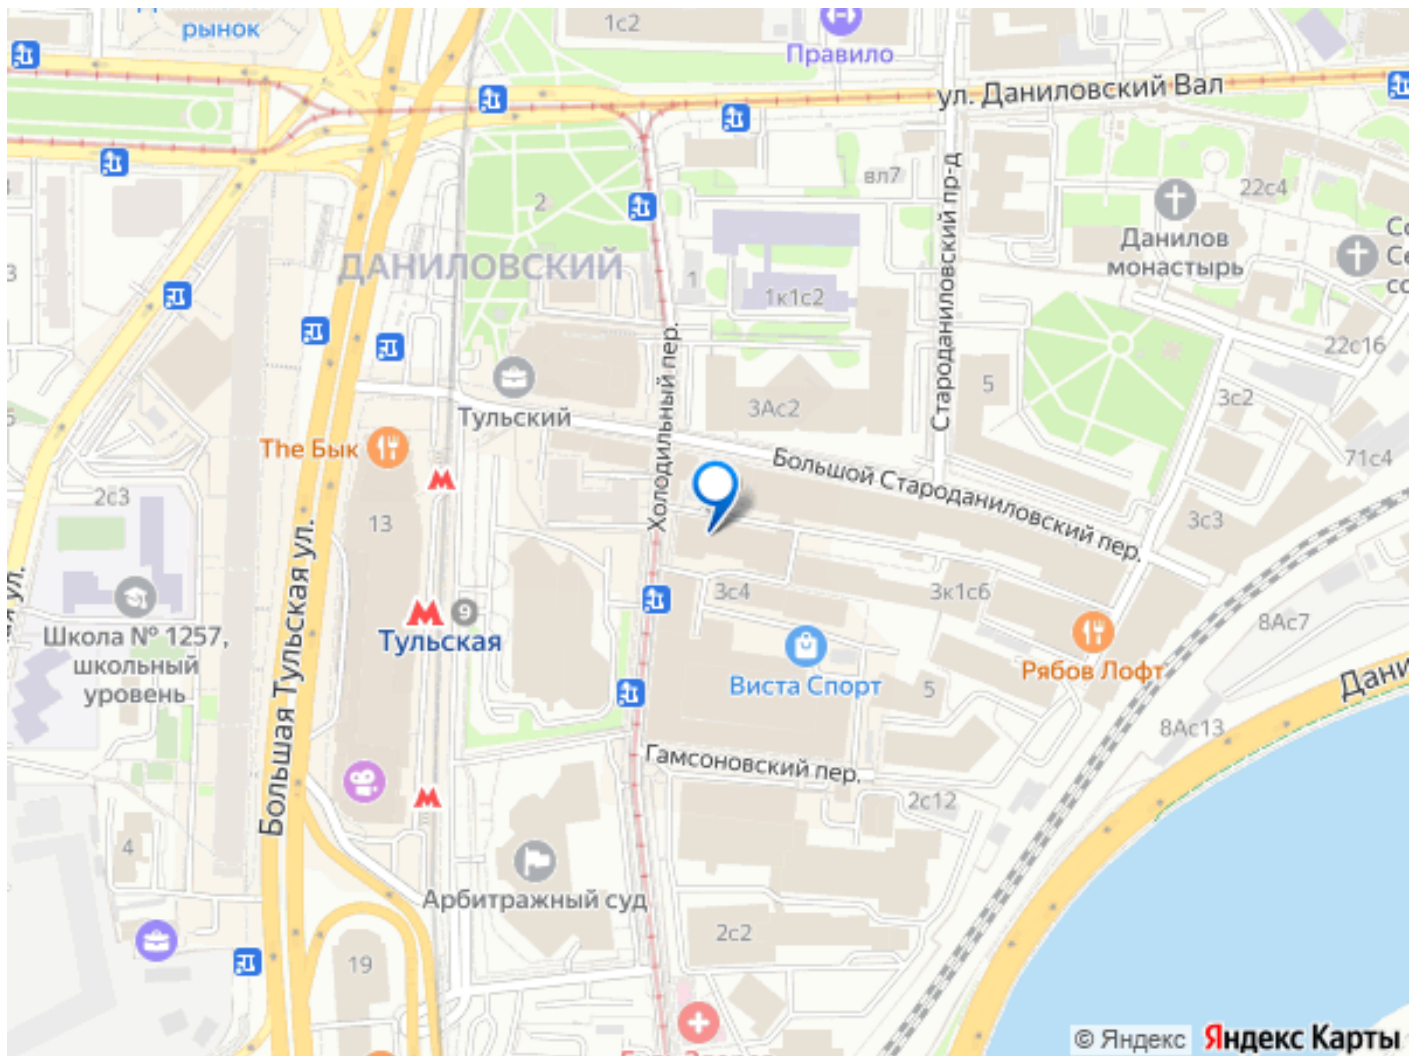 рынок
1с2
Правило
ул. Даниловский Вал
вл7
Стародaниловский пр-д
22с4
Данилов
монастырь
2
ДАНИЛОВСКИЙ
1
1к1с2
22с16
3с2
5
3Ас2
Тульский
Холодильный пер.
The Бык
Большой Староданиловский пер.
71с4
2с3
13
3с3
Большая Тульская ул.
ул.
Школа № 1257,
школьный
уровень
9
Тульская
3с4
3к1с6
8Ас7
Рябов Лофт
Виста Спорт
5
8Ас13
Гамсоновский пер.
2с12
4
Арбитражный суд
2с2
19
© Яндекс Яндекс Карты